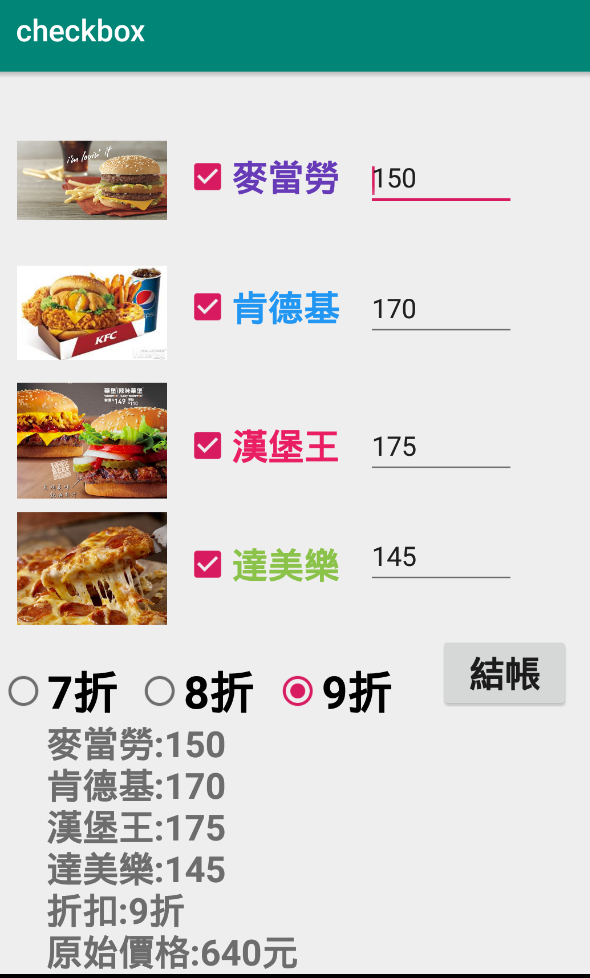 checkbox
i'm lovin' it
麥當勞 150
KFC
肯德基 170
漢堡王 175
達美樂 145
7折 8折 9折 結帳
麥當勞:150
肯德基:170
漢堡王:175
達美樂:145
折扣:9折
原始價格:640元